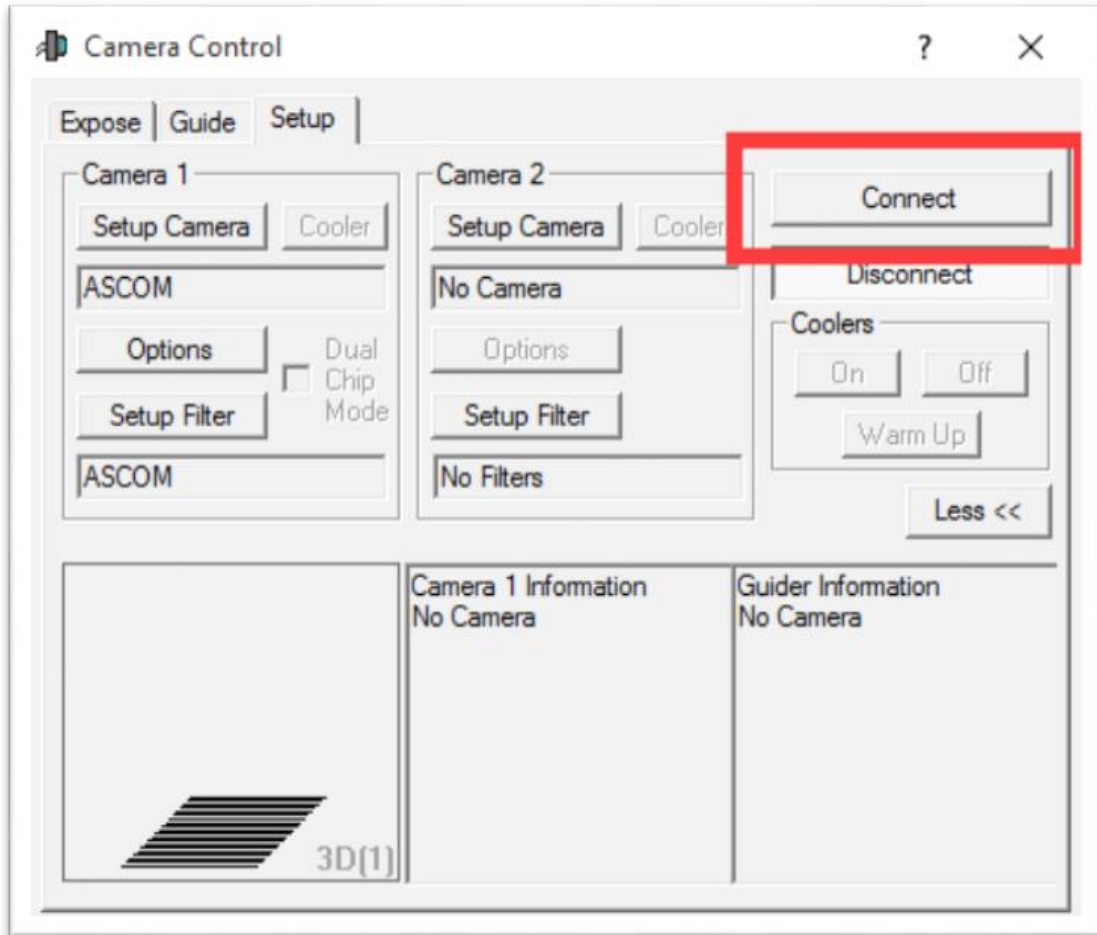 Camera Control
?
Expose
Guide
Setup
Camera 1
Setup Camera
Cooler
ASCOM
Options
Dual
Chip
Mode
Setup Filter
ASCOM
Camera 2
Setup Camera
Cooler
No Camera
Options
Setup Filter
No Filters
Connect
Disconnect
Coolers
On
Off
Warm Up
Less <<
3D(1)
Camera 1 Information
No Camera
Guider Information
No Camera